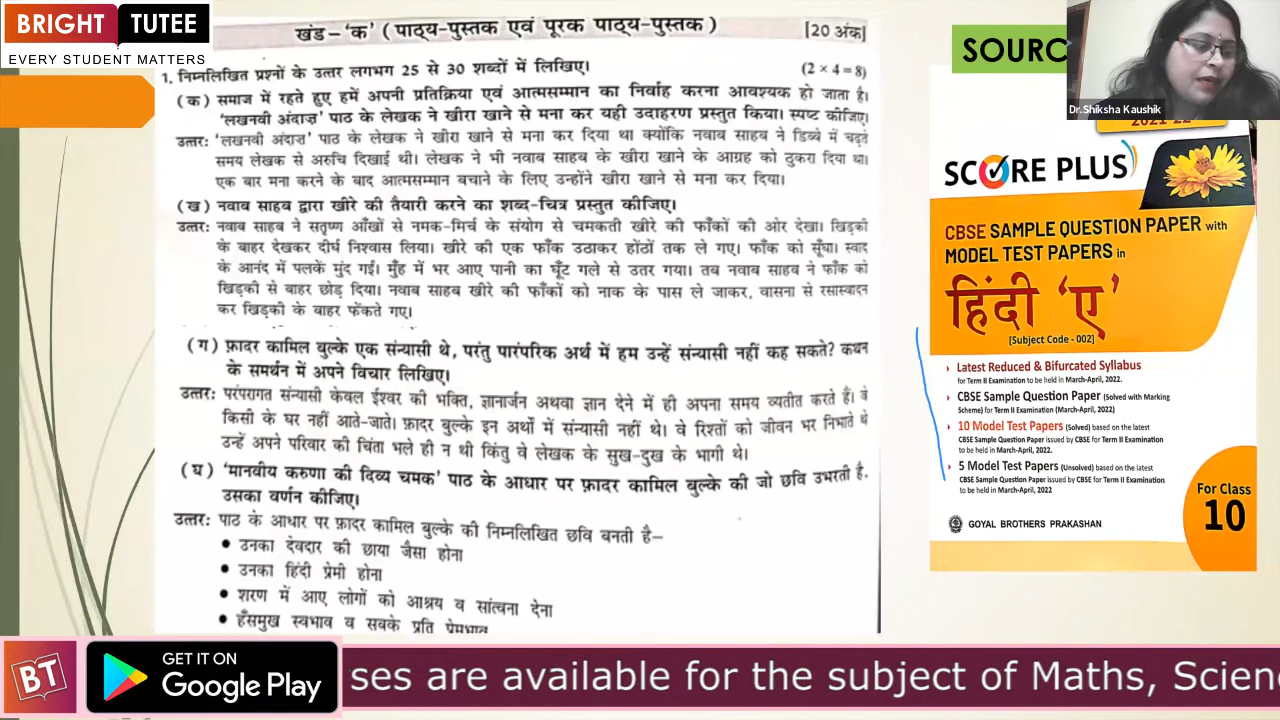 BRIGHT TUTEE
EVERY STUDENT MATTERS
खंड–'क' (पाठ्य-पुस्तक एवं पूरक पाठ्य-पुस्तक) [20 अंक]
1. निम्नलिखित प्रश्नों के उत्तर लगभग 25 से 30 शब्दों में लिखिए। (2 × 4 = 8)
(क) समाज में रहते हुए हमें अपनी प्रतिक्रिया एवं आत्मसम्मान का निर्वाह करना आवश्यक हो जाता है।
'लखनवी अंदाज़' पाठ के लेखक ने खीरा खाने से मना कर यही उदाहरण प्रस्तुत किया। स्पष्ट कीजिए।
उत्तर: 'लखनवी अंदाज़' पाठ के लेखक ने खीरा खाने से मना कर दिया था क्योंकि नवाब साहब ने डिब्बे में चढ़ते
समय लेखक से अरुचि दिखाई थी। लेखक ने भी नवाब साहब के खीरा खाने के आग्रह को ठुकरा दिया था।
एक बार मना करने के बाद आत्मसम्मान बचाने के लिए उन्होंने खीरा खाने से मना कर दिया।
(ख) नवाब साहब द्वारा खीरे की तैयारी करने का शब्द-चित्र प्रस्तुत कीजिए।
उत्तर: नवाब साहब ने सतृष्ण आँखों से नमक-मिर्च के संयोग से चमकती खीरे की फाँकों की ओर देखा। खिड़की
के बाहर देखकर दीर्घ निश्वास लिया। खीरे की एक फाँक उठाकर होंठों तक ले गए। फाँक को सूँघा। स्वाद
के आनंद में पलकें मुंद गईं। मुँह में भर आए पानी का घूँट गले से उतर गया। तब नवाब साहब ने फाँक को
खिड़की से बाहर छोड़ दिया। नवाब साहब खीरे की फाँकों को नाक के पास ले जाकर, वासना से रसास्वादन
कर खिड़की के बाहर फेंकते गए।
(ग) फ़ादर कामिल बुल्के एक संन्यासी थे, परंतु पारंपरिक अर्थ में हम उन्हें संन्यासी नहीं कह सकते? कथन
के समर्थन में अपने विचार लिखिए।
उत्तर: परंपरागत संन्यासी केवल ईश्वर की भक्ति, ज्ञानार्जन अथवा ज्ञान देने में ही अपना समय व्यतीत करते हैं। वे
किसी के घर नहीं आते-जाते। फ़ादर बुल्के इन अर्थों में संन्यासी नहीं थे। वे रिश्तों को जीवन भर निभाते थे
उन्हें अपने परिवार की चिंता भले ही न थी किंतु वे लेखक के सुख-दुख के भागी थे।
(घ) 'मानवीय करुणा की दिव्य चमक' पाठ के आधार पर फ़ादर कामिल बुल्के की जो छवि उभरती है,
उसका वर्णन कीजिए।
उत्तर: पाठ के आधार पर फ़ादर कामिल बुल्के की निम्नलिखित छवि बनती है–
• उनका देवदार की छाया जैसा होना
• उनका हिंदी प्रेमी होना
• शरण में आए लोगों को आश्रय व सांत्वना देना
• हँसमुख स्वभाव व सबके प्रति प्रेमभाव
SOURC
Dr.Shiksha Kaushik
2021-22
SCORE PLUS
CBSE SAMPLE QUESTION PAPER with
MODEL TEST PAPERS in
हिंदी 'ए'
[Subject Code - 002]
Latest Reduced & Bifurcated Syllabus
for Term II Examination to be held in March-April, 2022.
CBSE Sample Question Paper (Solved with Marking
Scheme) for Term II Examination (March-April, 2022)
10 Model Test Papers (Solved) based on the latest
CBSE Sample Question Paper issued by CBSE for Term II Examination
to be held in March-April, 2022.
5 Model Test Papers (Unsolved) based on the latest
CBSE Sample Question Paper issued by CBSE for Term II Examination
to be held in March-April, 2022
For Class
10
GOYAL BROTHERS PRAKASHAN
BT
GET IT ON
Google Play
ses are available for the subject of Maths, Scien